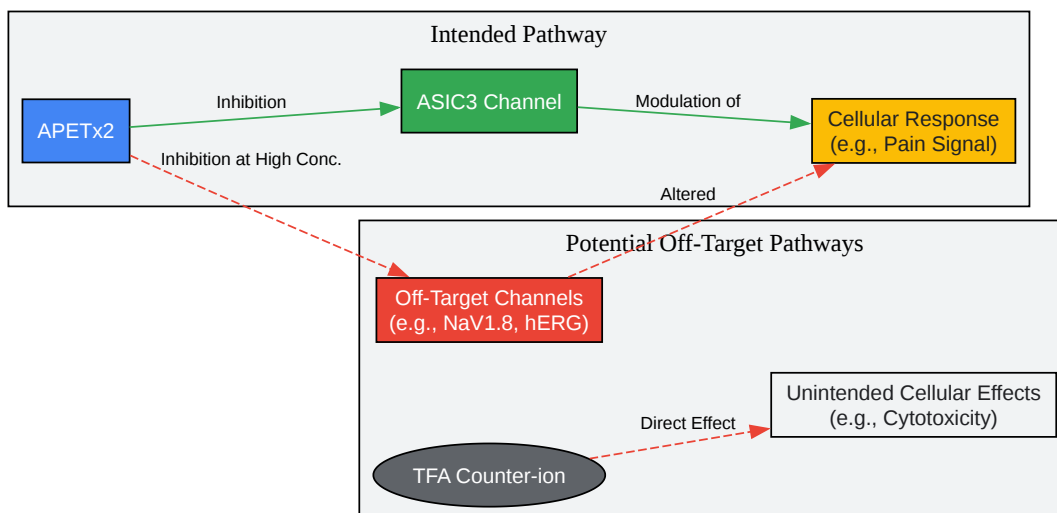 Intended Pathway
APETx2
Inhibition
ASIC3 Channel
Modulation of
Cellular Response
(e.g., Pain Signal)
Inhibition at High Conc.
Altered
Potential Off-Target Pathways
Off-Target Channels
(e.g., NaV1.8, hERG)
Unintended Cellular Effects
(e.g., Cytotoxicity)
Direct Effect
TFA Counter-ion